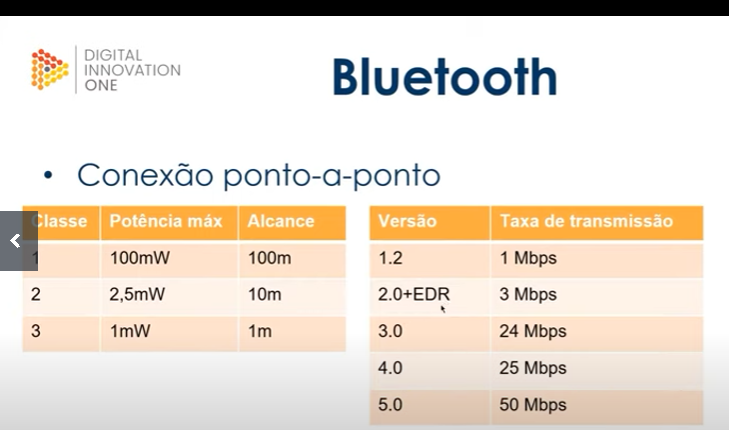 DIGITAL
INNOVATION
ONE
Bluetooth
• Conexão ponto-a-ponto
Classe Potência máx Alcance
1 100mW 100m
2 2,5mW 10m
3 1mW 1m
Versão Taxa de transmissão
1.2 1 Mbps
2.0+EDR 3 Mbps
3.0 24 Mbps
4.0 25 Mbps
5.0 50 Mbps